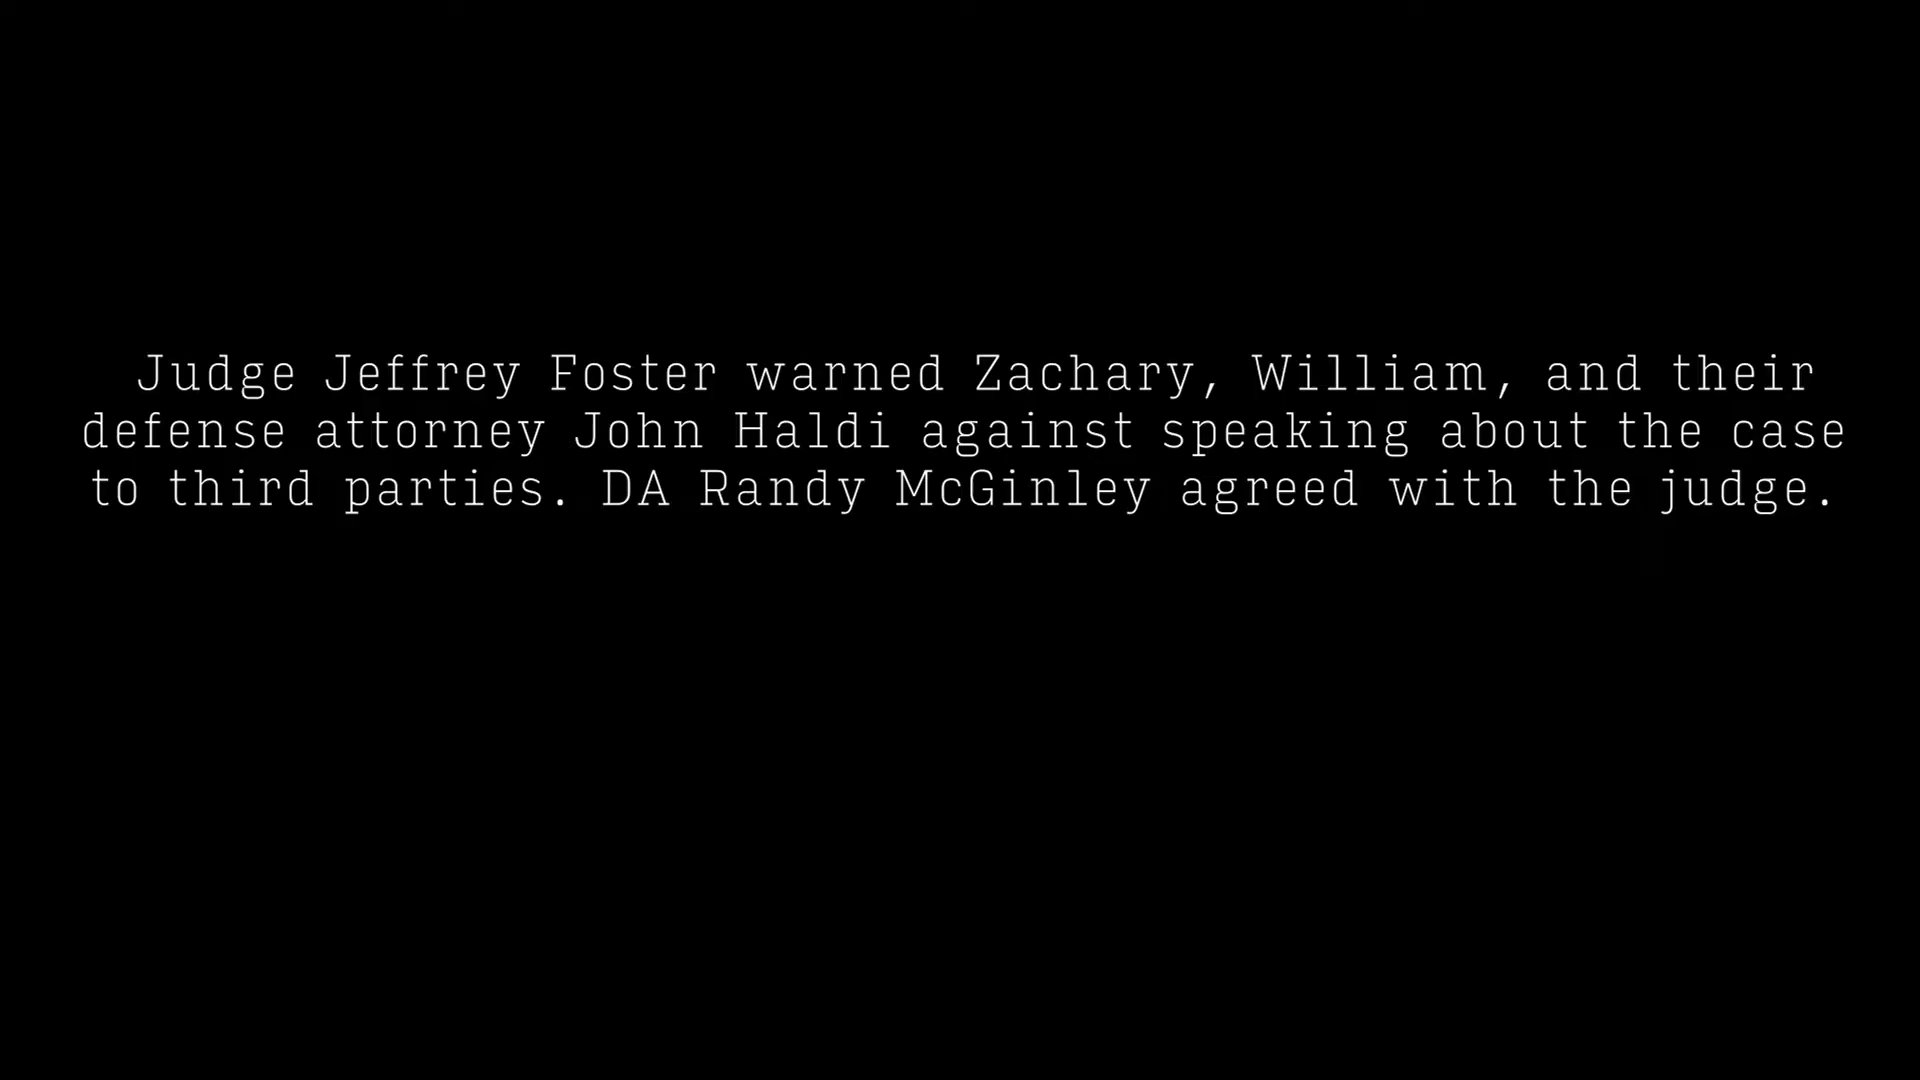 Judge Jeffrey Foster warned Zachary, William, and their
defense attorney John Haldi against speaking about the case
to third parties. DA Randy McGinley agreed with the judge.